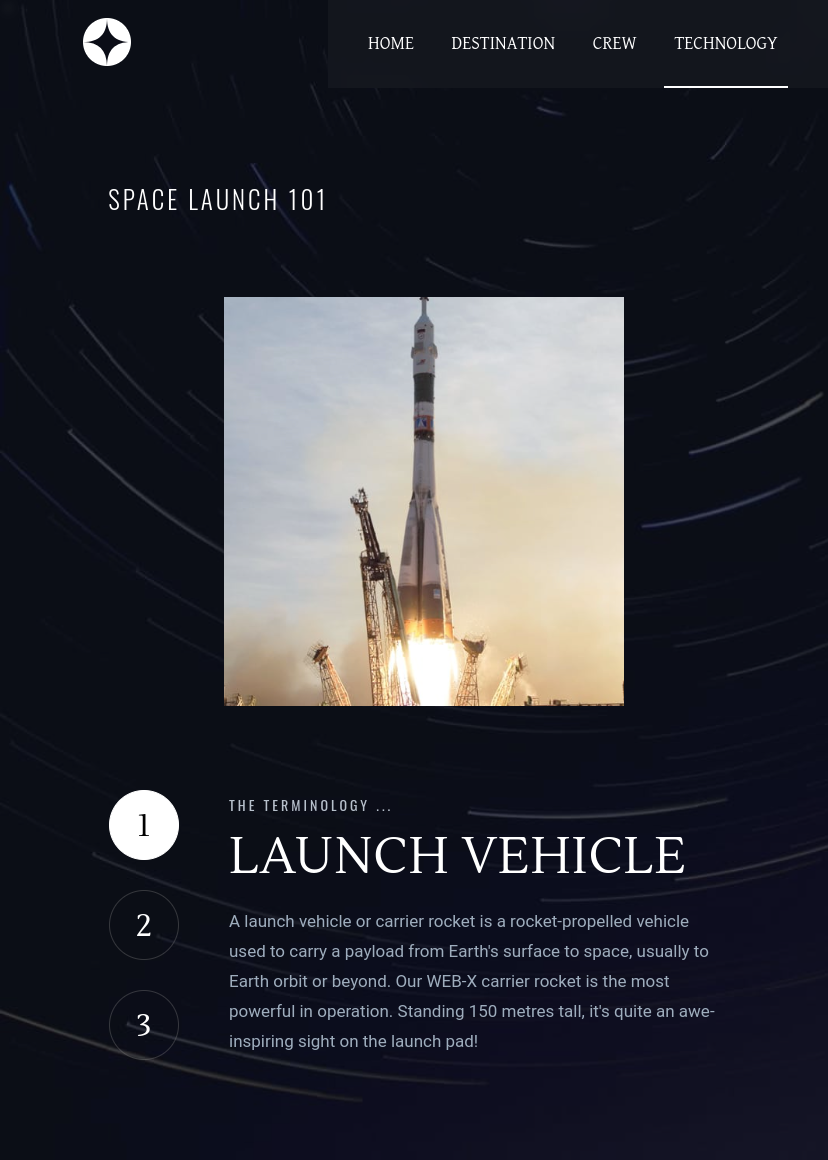 HOME DESTINATION CREW TECHNOLOGY
SPACE LAUNCH 101
1
THE TERMINOLOGY ...
LAUNCH VEHICLE
2
A launch vehicle or carrier rocket is a rocket-propelled vehicle
used to carry a payload from Earth's surface to space, usually to
Earth orbit or beyond. Our WEB-X carrier rocket is the most
powerful in operation. Standing 150 metres tall, it's quite an awe-
inspiring sight on the launch pad!
3